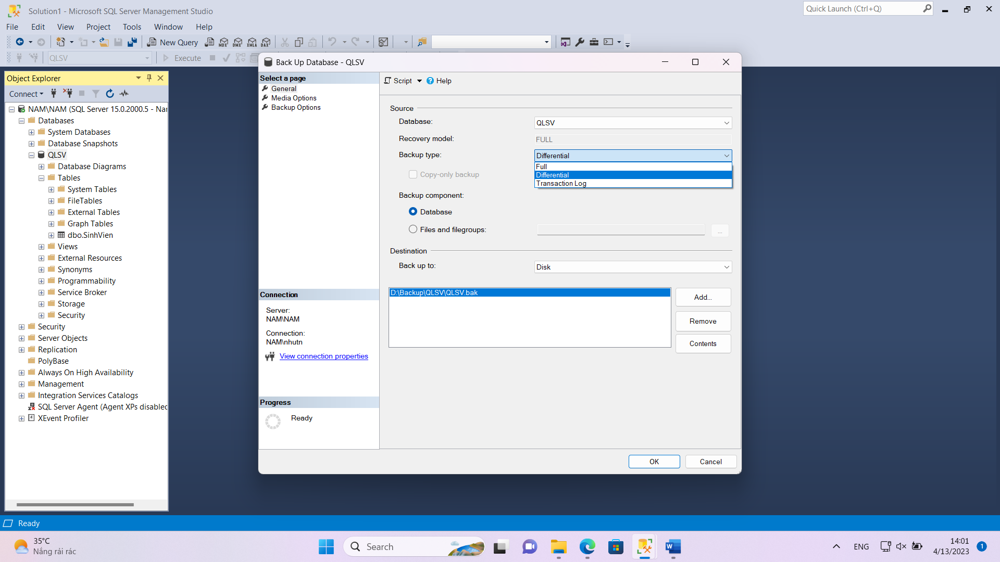 Solution1 - Microsoft SQL Server Management Studio
Quick Launch (Ctrl+Q)
File Edit View Project Tools Window Help
New Query MDX DMX XMLA DAX
QLSV Execute
Object Explorer
Connect
NAM\NAM (SQL Server 15.0.2000.5 - Nar
Databases
System Databases
Database Snapshots
QLSV
Database Diagrams
Tables
System Tables
FileTables
External Tables
Graph Tables
dbo.SinhVien
Views
External Resources
Synonyms
Programmability
Service Broker
Storage
Security
Security
Server Objects
Replication
PolyBase
Always On High Availability
Management
Integration Services Catalogs
SQL Server Agent (Agent XPs disabled
XEvent Profiler
Back Up Database - QLSV
Select a page
General
Media Options
Backup Options
Connection
Server:
NAM\NAM
Connection:
NAM\nhutn
View connection properties
Progress
Ready
Script Help
Source
Database: QLSV
Recovery model: FULL
Backup type: Differential
Full
Differential
Transaction Log
Copy-only backup
Backup component:
Database
Files and filegroups: ...
Destination
Back up to: Disk
D:\Backup\QLSV\QLSV.bak
Add...
Remove
Contents
OK Cancel
Ready
35°C
Nắng rải rác
Search
W
ENG
14:01
4/13/2023
1